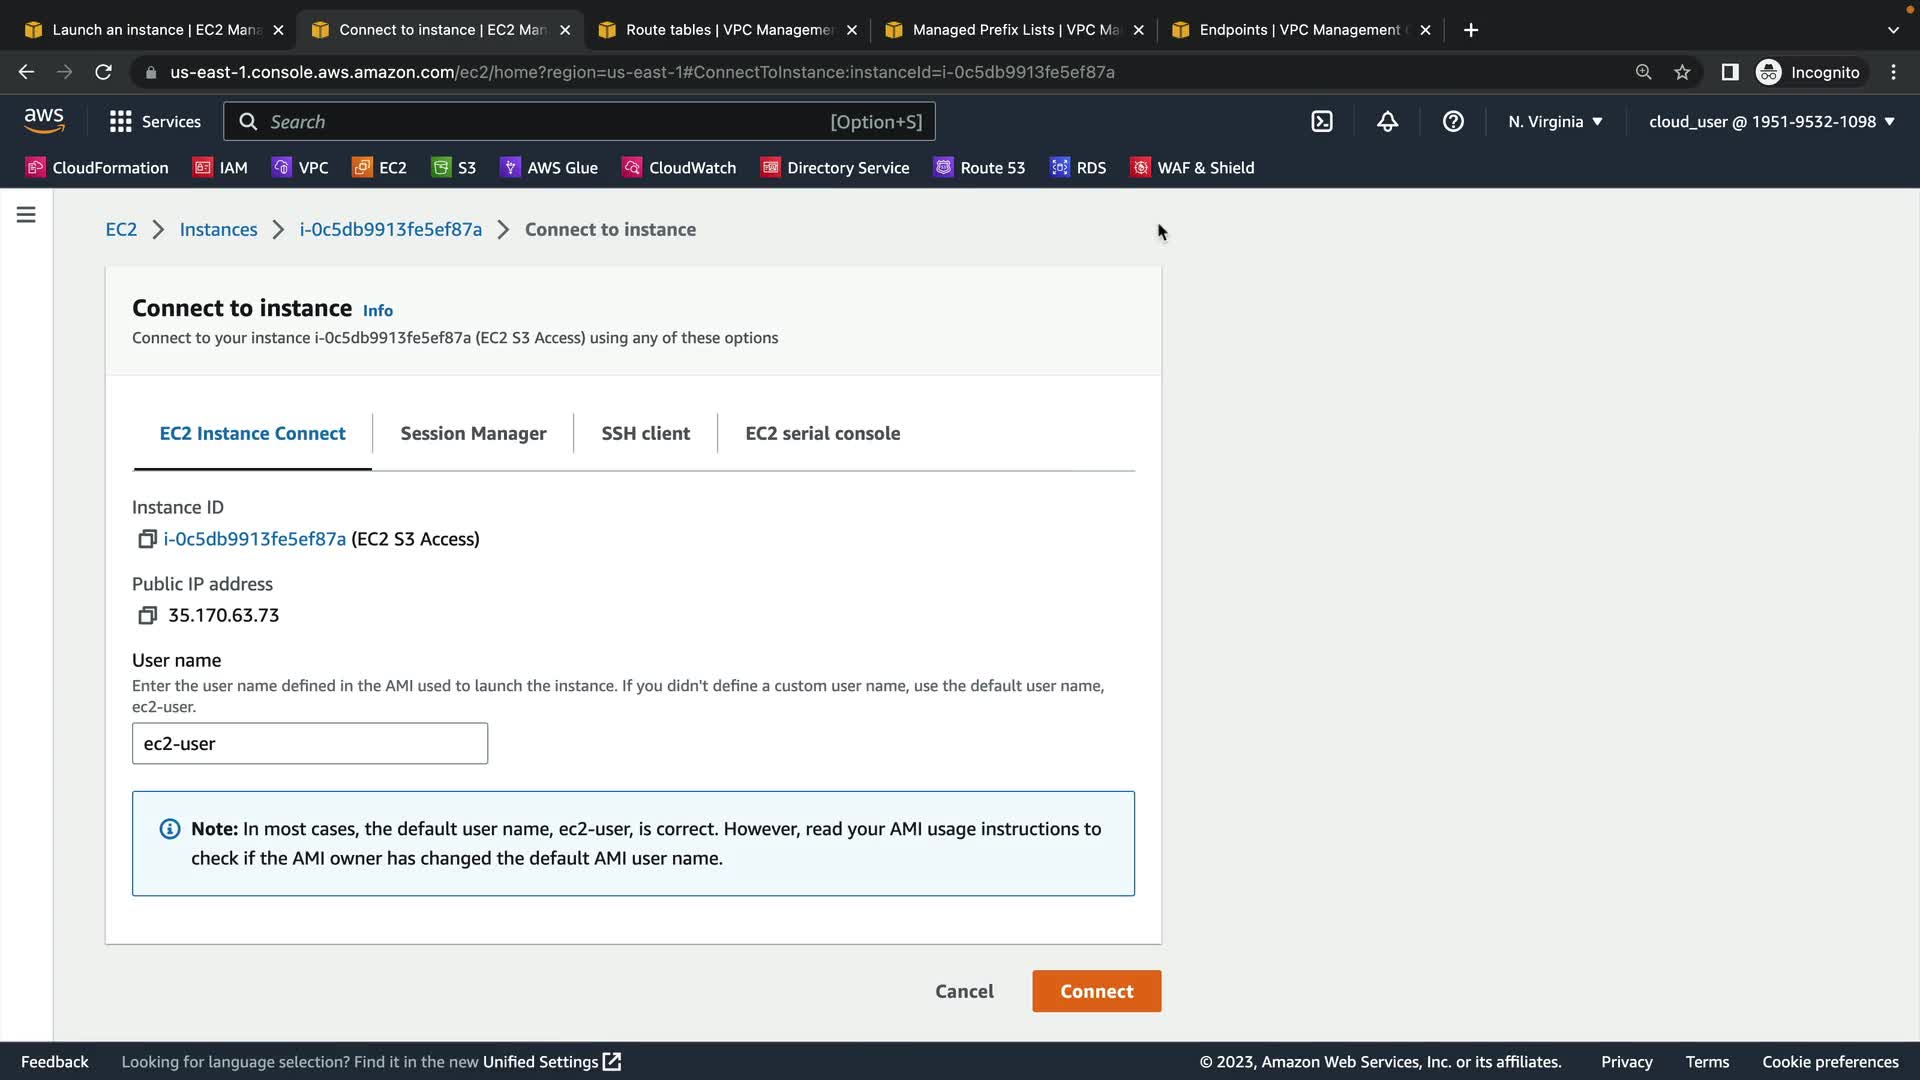 Launch an instance | EC2 Mana
Connect to instance | EC2 Man
Route tables | VPC Managemen
Managed Prefix Lists | VPC Ma
Endpoints | VPC Management C
us-east-1.console.aws.amazon.com/ec2/home?region=us-east-1#ConnectToInstance:instanceId=i-0c5db9913fe5ef87a
Incognito
aws
Services
Search
[Option+S]
N. Virginia
cloud_user @ 1951-9532-1098
CloudFormation
IAM
VPC
EC2
S3
AWS Glue
CloudWatch
Directory Service
Route 53
RDS
WAF & Shield
EC2 > Instances > i-0c5db9913fe5ef87a > Connect to instance
Connect to instance Info
Connect to your instance i-0c5db9913fe5ef87a (EC2 S3 Access) using any of these options
EC2 Instance Connect
Session Manager
SSH client
EC2 serial console
Instance ID
i-0c5db9913fe5ef87a (EC2 S3 Access)
Public IP address
35.170.63.73
User name
Enter the user name defined in the AMI used to launch the instance. If you didn't define a custom user name, use the default user name,
ec2-user.
ec2-user
Note: In most cases, the default user name, ec2-user, is correct. However, read your AMI usage instructions to
check if the AMI owner has changed the default AMI user name.
Cancel
Connect
Feedback
Looking for language selection? Find it in the new Unified Settings
© 2023, Amazon Web Services, Inc. or its affiliates.
Privacy
Terms
Cookie preferences